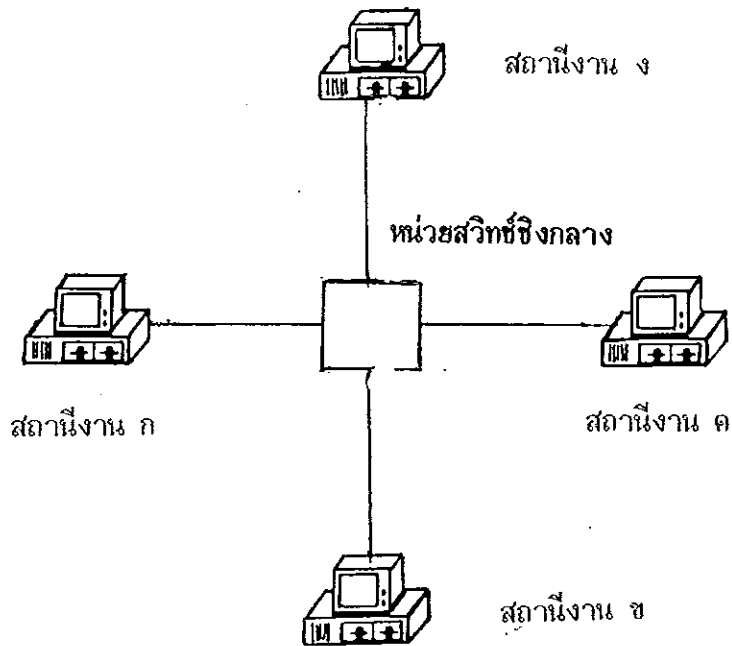 สถานีงาน ง
หน่วยสวิทช์ชิงกลาง
สถานีงาน ก
สถานีงาน ค
สถานีงาน ข